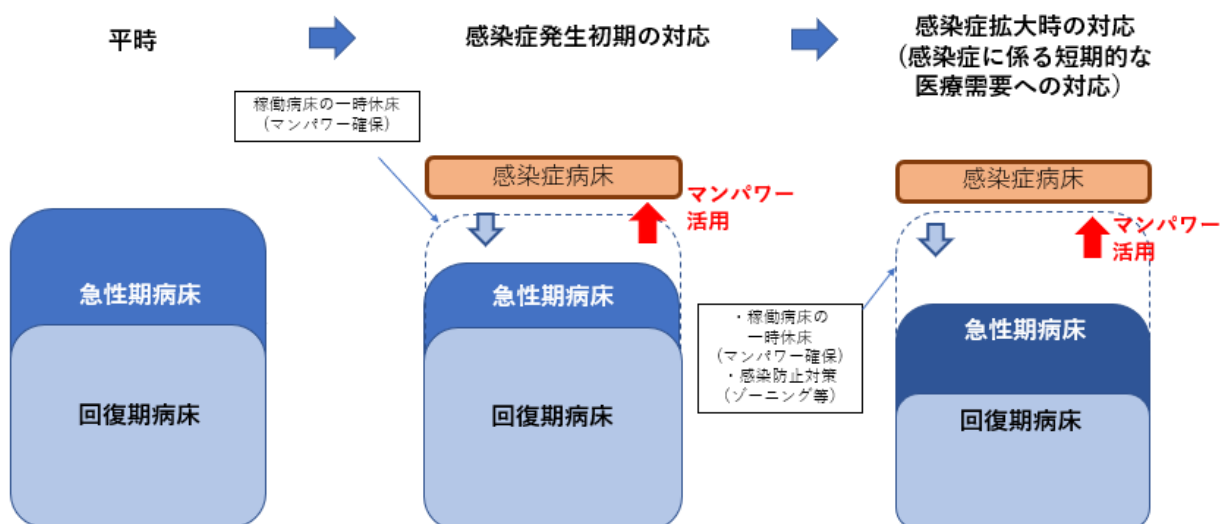 平時
感染症発生初期の対応
感染症拡大時の対応
(感染症に係る短期的な
医療需要への対応)
稼働病床の一時休床
(マンパワー確保)
感染症病床
マンパワー
活用
急性期病床
回復期病床
急性期病床
回復期病床
感染症病床
マンパワー
活用
・稼働病床の
一時休床
(マンパワー確保)
・感染防止対策
(ゾーニング等)
急性期病床
回復期病床